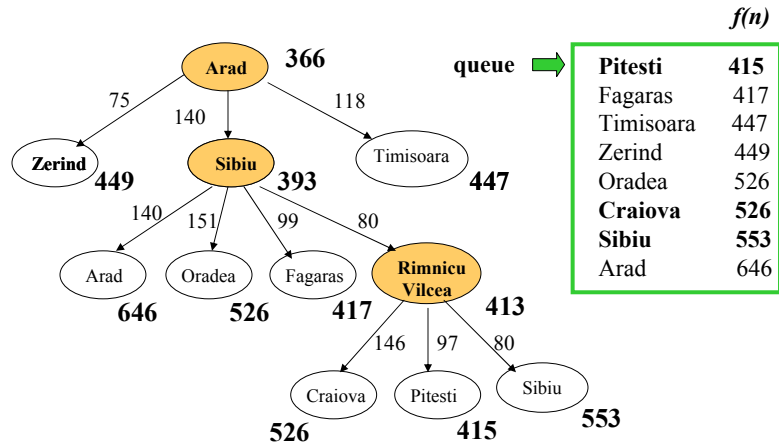 f(n)
queue
Pitesti 415
Fagaras 417
Timisoara 447
Zerind 449
Oradea 526
Craiova 526
Sibiu 553
Arad 646
Arad 366
75 140 118
Zerind 449
Sibiu 393
Timisoara 447
140 151 99 80
Arad 646
Oradea 526
Fagaras 417
Rimnicu
Vilcea 413
146 97 80
Craiova 526
Pitesti 415
Sibiu 553